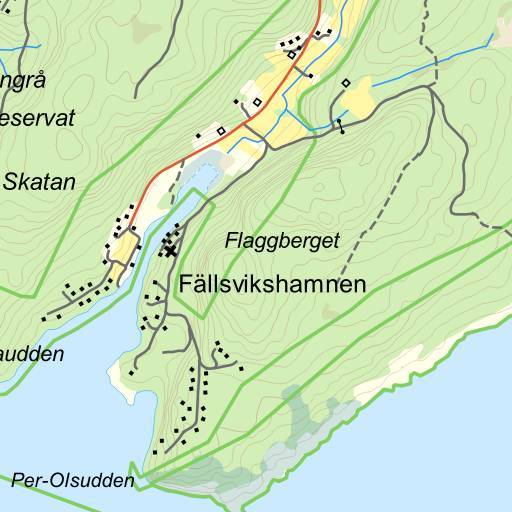 ngrå
eservat
Skatan
Flaggberget
Fällsvikshamnen
audden
Per-Olsudden